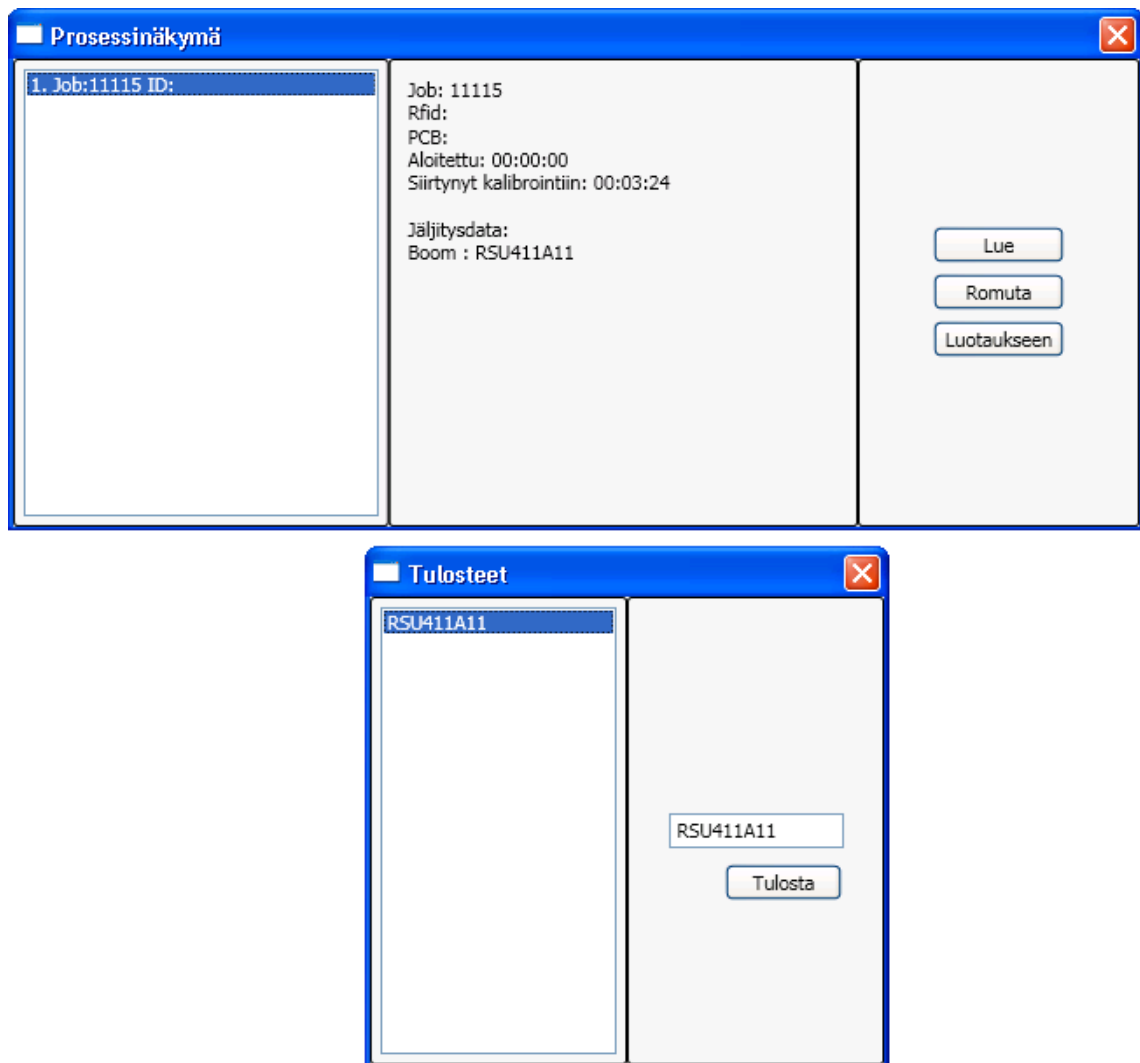 Prosessinäkymä
1. Job:11115 ID:
Job: 11115
Rfid:
PCB:
Aloitettu: 00:00:00
Siirtynyt kalibrointiin: 00:03:24
Jäljitysdata:
Boom : RSU411A11
Lue
Romuta
Luotaukseen
Tulosteet
RSU411A11
RSU411A11
Tulosta